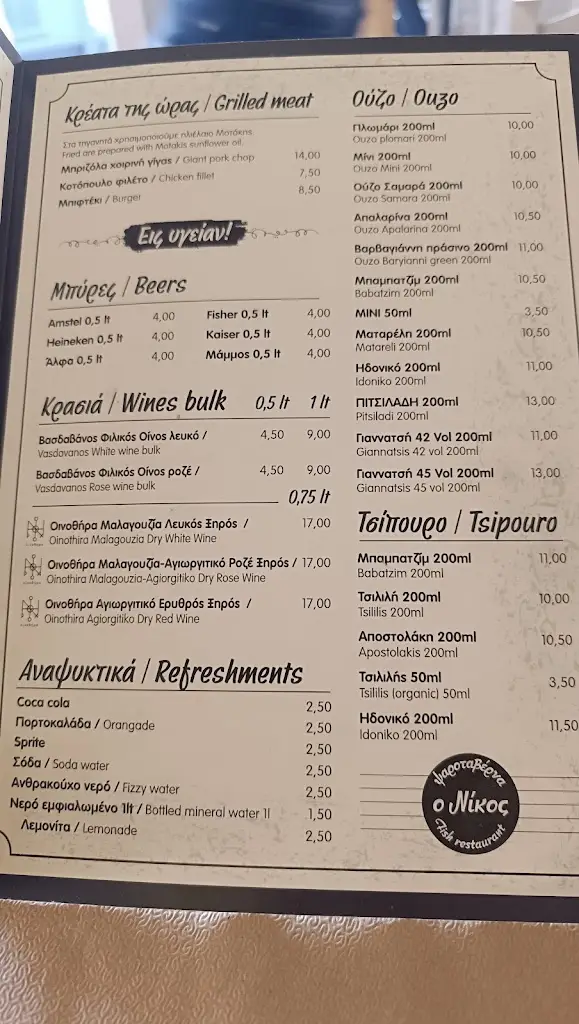 Κρέατα της ώρας / Grilled meat
Στα τηγανητά χρησιμοποιούμε ηλιέλαιο Μοτάκης.
Fried are prepared with Motakis sunflower oil.
Μπριζόλα χοιρινή γίγας / Giant pork chop 14,00
Κοτόπουλο φιλέτο / Chicken fillet 7,50
Μπιφτέκι / Burger 8,50
Εις υγείαν!
Μπύρες / Beers
Amstel 0,5 lt 4,00 Fisher 0,5 lt 4,00
Heineken 0,5 lt 4,00 Kaiser 0,5 lt 4,00
Άλφα 0,5 lt 4,00 Μάμμος 0,5 lt 4,00
Κρασιά / Wines bulk 0,5 lt 1 lt
Βασδαβάνος Φιλικός Οίνος λευκό / 4,50 9,00
Vasdavanos White wine bulk
Βασδαβάνος Φιλικός Οίνος ροζέ / 4,50 9,00
Vasdavanos Rose wine bulk
0,75 lt
Οινοθήρα Μαλαγουζία Λευκός Ξηρός / 17,00
Oinothira Malagouzia Dry White Wine
Οινοθήρα Μαλαγουζία-Αγιωργιτικό Ροζέ Ξηρός / 17,00
Oinothira Malagouzia-Agiorgitiko Dry Rose Wine
Οινοθήρα Αγιωργιτικό Ερυθρός Ξηρός / 17,00
Oinothira Agiorgitiko Dry Red Wine
Αναψυκτικά / Refreshments
Coca cola 2,50
Πορτοκαλάδα / Orangade 2,50
Sprite 2,50
Σόδα / Soda water 2,50
Ανθρακούχο νερό / Fizzy water 2,50
Νερό εμφιαλωμένο 1lt / Bottled mineral water 1l 1,50
Λεμονίτα / Lemonade 2,50
Ούζο / Ουzo
Πλωμάρι 200ml 10,00
Ouzo plomari 200ml
Μίνι 200ml 10,00
Ouzo Mini 200ml
Ούζο Σαμαρά 200ml 10,00
Ouzo Samara 200ml
Απαλαρίνα 200ml 10,50
Ouzo Apalarina 200ml
Βαρβαγιάννη πράσινο 200ml 11,00
Ouzo Baryianni green 200ml
Μπαμπατζίμ 200ml 10,50
Babatzim 200ml
MINI 50ml 3,50
Ματαρέλη 200ml 10,50
Matareli 200ml
Ηδονικό 200ml 11,00
Idoniko 200ml
ΠΙΤΣΙΛΑΔΗ 200ml 13,00
Pitsiladi 200ml
Γιαννατσή 42 Vol 200ml 11,00
Giannatsis 42 vol 200ml
Γιαννατσή 45 Vol 200ml 13,00
Giannatsis 45 vol 200ml
Τσίπουρο / Tsipouro
Μπαμπατζίμ 200ml 11,00
Babatzim 200ml
Τσιλιλή 200ml 10,00
Tsililis 200ml
Αποστολάκη 200ml 10,50
Apostolakis 200ml
Τσιλιλής 50ml 3,50
Tsililis (organic) 50ml
Ηδονικό 200ml 11,50
Idoniko 200ml
ψαροταβέρνα
ο Νίκος
Fish restaurant